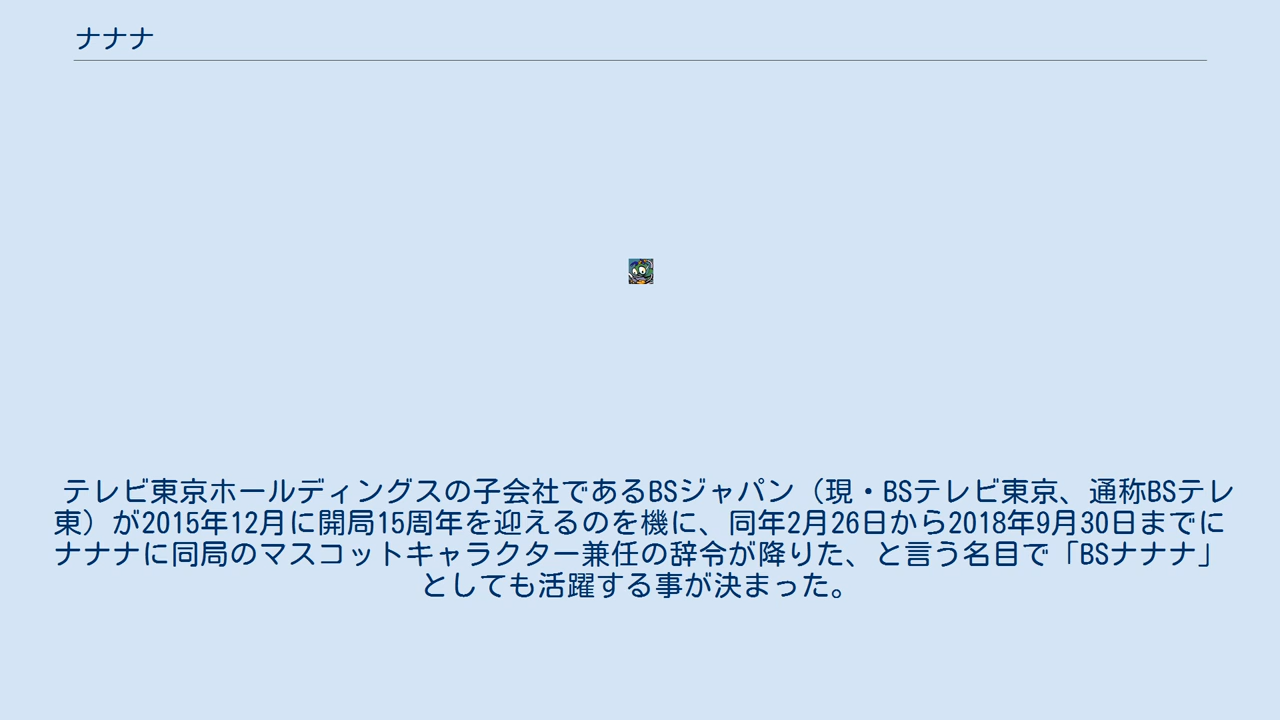 ナナナ
テレビ東京ホールディングスの子会社であるBSジャパン（現・BSテレビ東京、通称BSテレ
東）が2015年12月に開局15周年を迎えるのを機に、同年2月26日から2018年9月30日までに
ナナナに同局のマスコットキャラクター兼任の辞令が降りた、と言う名目で「BSナナナ」
としても活躍する事が決まった。